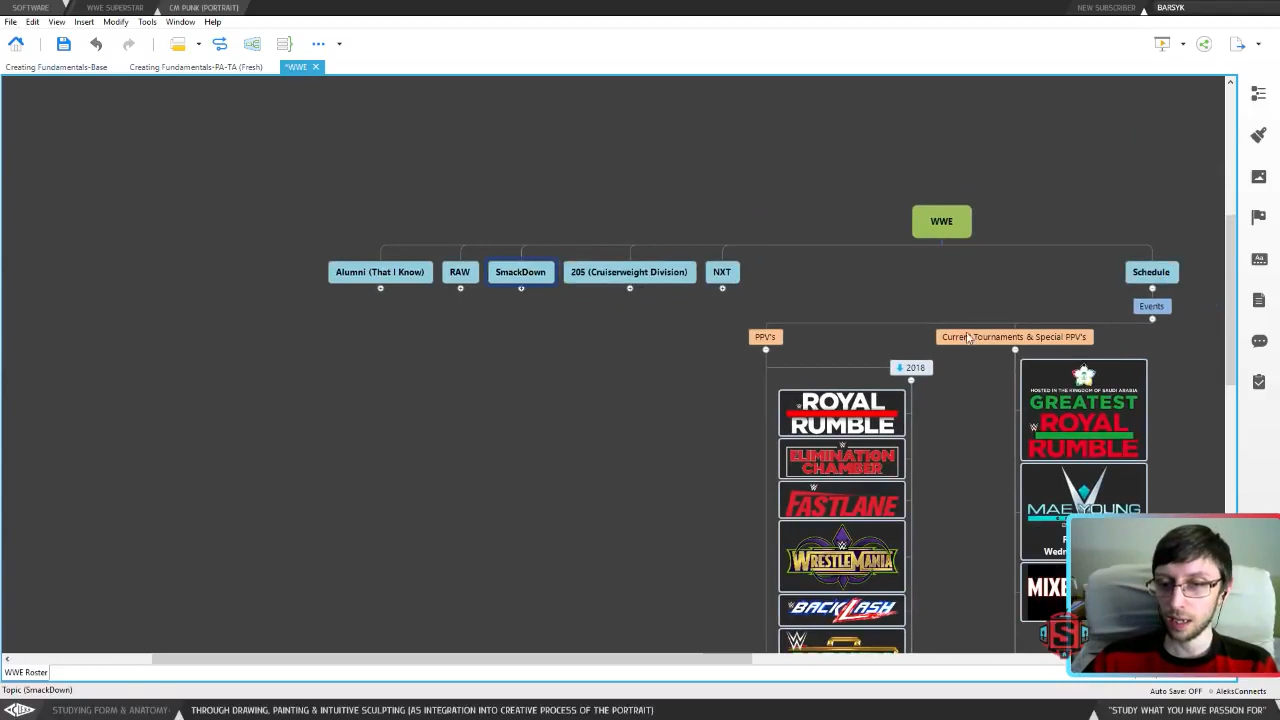 SOFTWARE WWE SUPERSTAR CM PUNK (PORTRAIT) NEW SUBSCRIBER BARSYK
File Edit View Insert Modify Tools Window Help
Creating Fundamentals-Base Creating Fundamentals-PA-TA (Fresh) *WWE
WWE
Alumni (That I Know) RAW SmackDown 205 (Cruiserweight Division) NXT Schedule
Events
PPV's Current Tournaments & Special PPV's
2018
ROYAL
RUMBLE
ELIMINATION
CHAMBER
FASTLANE
WRESTLEMANIA
BACKLASH
HOSTED IN THE KINGDOM OF SAUDI ARABIA
GREATEST
ROYAL
RUMBLE
MAE YOUNG
WWE Roster
Topic (SmackDown) Auto Save: OFF AleksConnects
STUDYING FORM & ANATOMY- THROUGH DRAWING, PAINTING & INTUITIVE SCULPTING (AS INTEGRATION INTO CREATIVE PROCESS OF THE PORTRAIT) "STUDY WHAT YOU HAVE PASSION FOR"